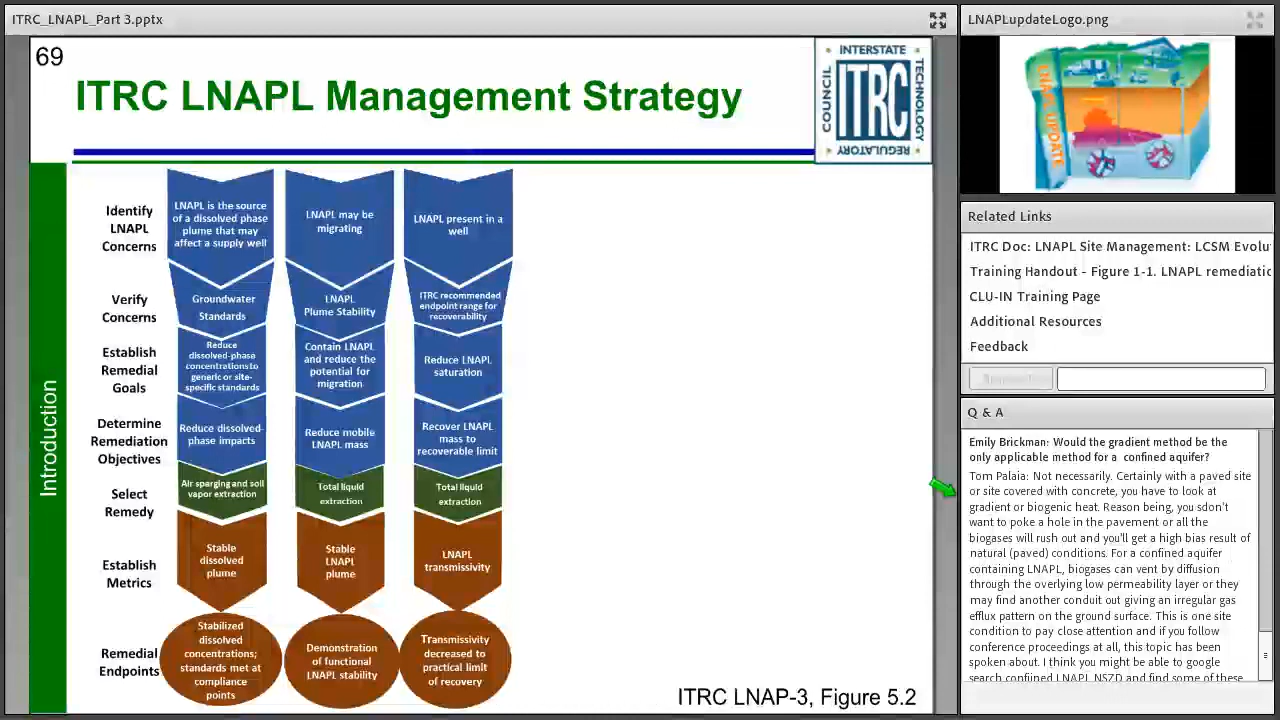 ITRC_LNAPL_Part 3.pptx
69
ITRC LNAPL Management Strategy
INTERSTATE
TECHNOLOGY
REGULATORY
COUNCIL
ITRC
Introduction
Identify
LNAPL
Concerns
LNAPL is the source
of a dissolved phase
plume that may
affect a supply well
LNAPL may be
migrating
LNAPL present in a
well
Verify
Concerns
Groundwater
Standards
LNAPL
Plume Stability
ITRC recommended
endpoint range for
recoverability
Establish
Remedial
Goals
Reduce
dissolved-phase
concentrations to
generic or site-
specific standards
Contain LNAPL
and reduce the
potential for
migration
Reduce LNAPL
saturation
Determine
Remediation
Objectives
Reduce dissolved-
phase impacts
Reduce mobile
LNAPL mass
Recover LNAPL
mass to
recoverable limit
Select
Remedy
Air sparging and soil
vapor extraction
Total liquid
extraction
Total liquid
extraction
Establish
Metrics
Stable
dissolved
plume
Stable
LNAPL
plume
LNAPL
transmissivity
Remedial
Endpoints
Stabilized
dissolved
concentrations;
standards met at
compliance
points
Demonstration
of functional
LNAPL stability
Transmissivity
decreased to
practical limit
of recovery
ITRC LNAP-3, Figure 5.2
LNAPLupdateLogo.png
LNAPL UPDATE
Related Links
ITRC Doc: LNAPL Site Management: LCSM Evolu
Training Handout - Figure 1-1. LNAPL remediatic
CLU-IN Training Page
Additional Resources
Feedback
Q & A
Emily Brickman: Would the gradient method be the
only applicable method for a confined aquifer?
Tom Palaia: Not necessarily. Certainly with a paved site
or site covered with concrete, you have to look at
gradient or biogenic heat. Reason being, you sdon't
want to poke a hole in the pavement or all the
biogases will rush out and you'll get a high bias result of
natural (paved) conditions. For a confined aquifer
containing LNAPL, biogases can vent by diffusion
through the overlying low permeability layer or they
may find another conduit out giving an irregular gas
efflux pattern on the ground surface. This is one site
condition to pay close attention and if you follow
conference proceedings at all, this topic has been
spoken about. I think you might be able to google
search confined LNAPL NSZD and find some of these